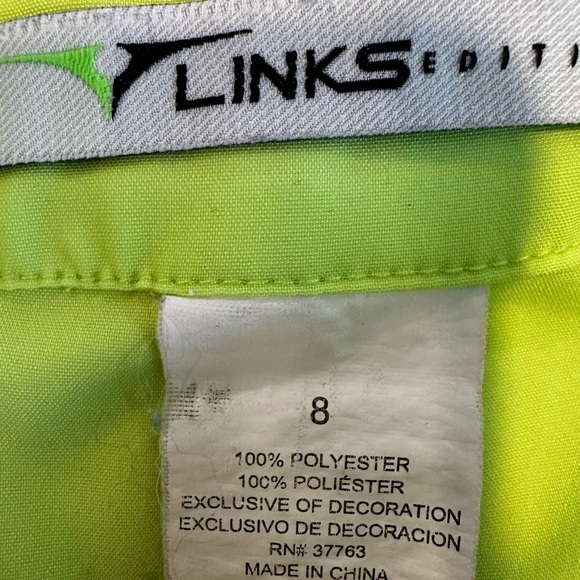 LINKS EDITI
8
100% POLYESTER
100% POLIÉSTER
EXCLUSIVE OF DECORATION
EXCLUSIVO DE DECORACION
RN# 37763
MADE IN CHINA